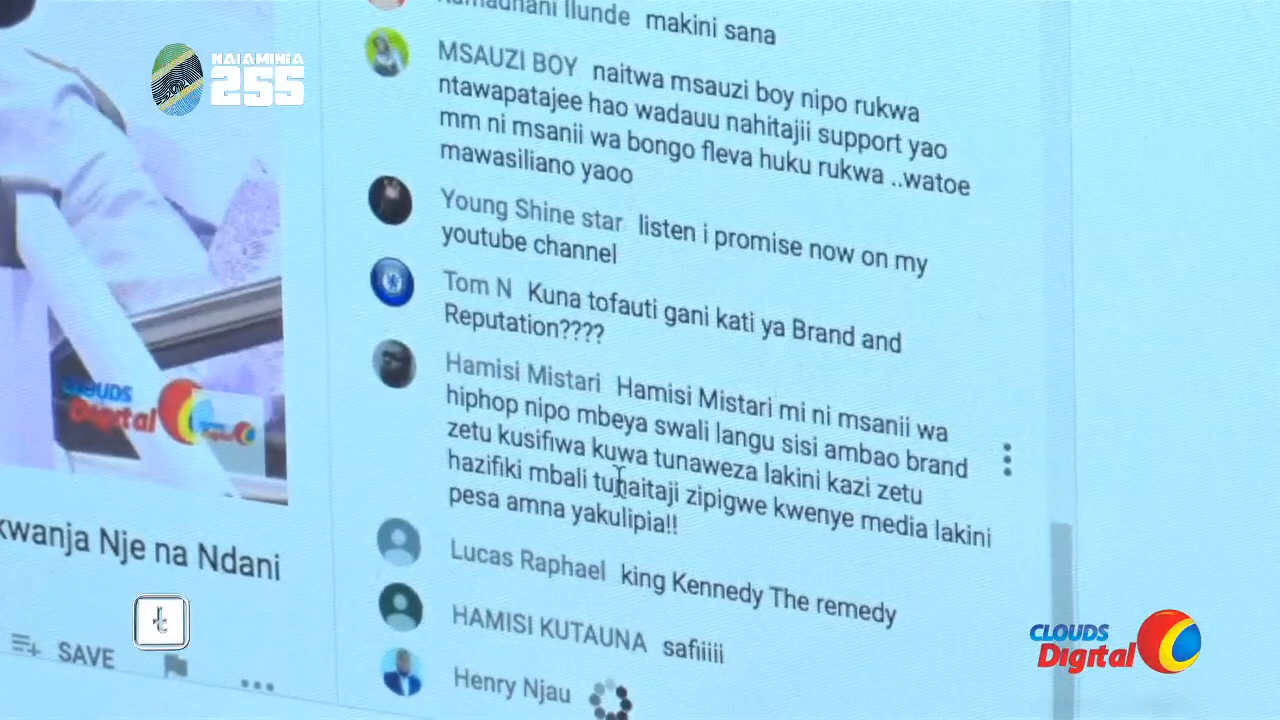 Ramadhani Ilunde makini sana
NALAMINIA
255
MSAUZI BOY naitwa msauzi boy nipo rukwa
ntawapatajee hao wadauu nahitajii support yao
mm ni msanii wa bongo fleva huku rukwa ..watoe
mawasiliano yaoo
Young Shine star listen i promise now on my
youtube channel
Tom N Kuna tofauti gani kati ya Brand and
Reputation????
Hamisi Mistari Hamisi Mistari mi ni msanii wa
hiphop nipo mbeya swali langu sisi ambao brand
zetu kusifiwa kuwa tunaweza lakini kazi zetu
hazifiki mbali tunaitaji zipigwe kwenye media lakini
pesa amna yakulipia!!
Lucas Raphael king Kennedy The remedy
HAMISI KUTAUNA safiiiii
Henry Njau
CLOUDS
Digital
kwanja Nje na Ndani
t
SAVE
CLOUDS
Digital